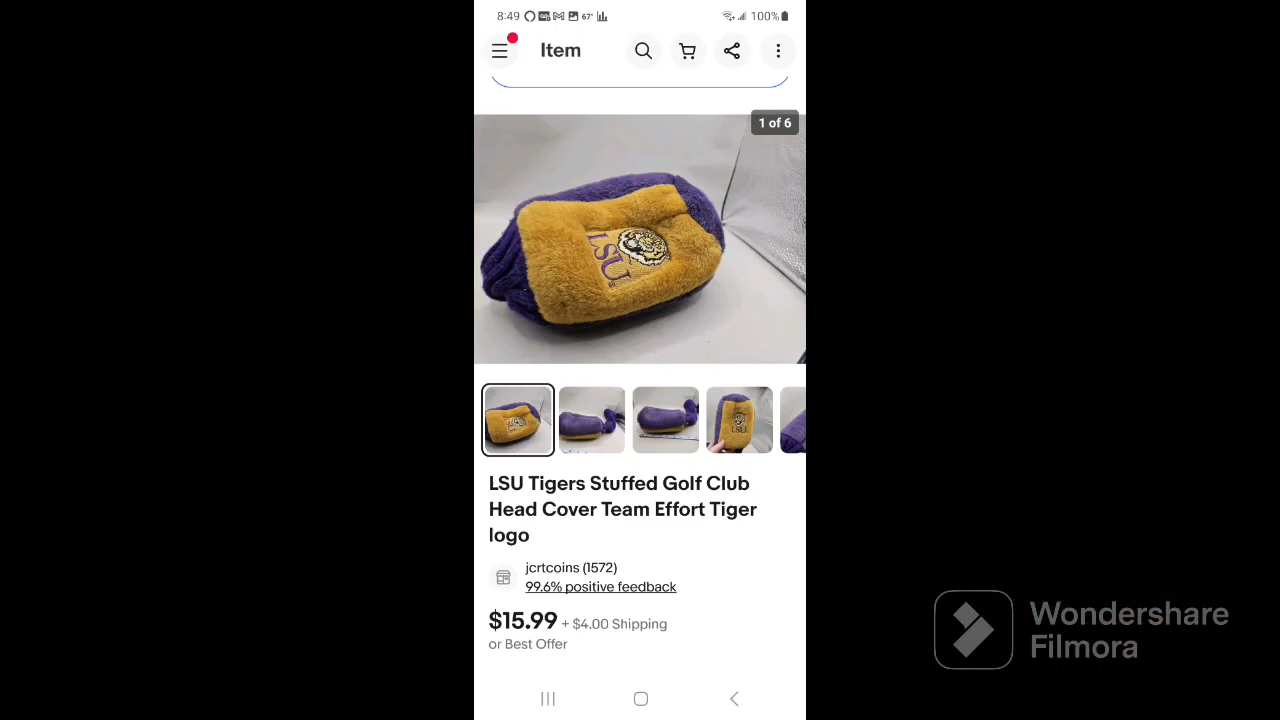 8:49 67° 100%
Item
1 of 6
LSU
LSU Tigers Stuffed Golf Club
Head Cover Team Effort Tiger
logo
jcrtcoins (1572)
99.6% positive feedback
$15.99 + $4.00 Shipping
or Best Offer
Wondershare
Filmora